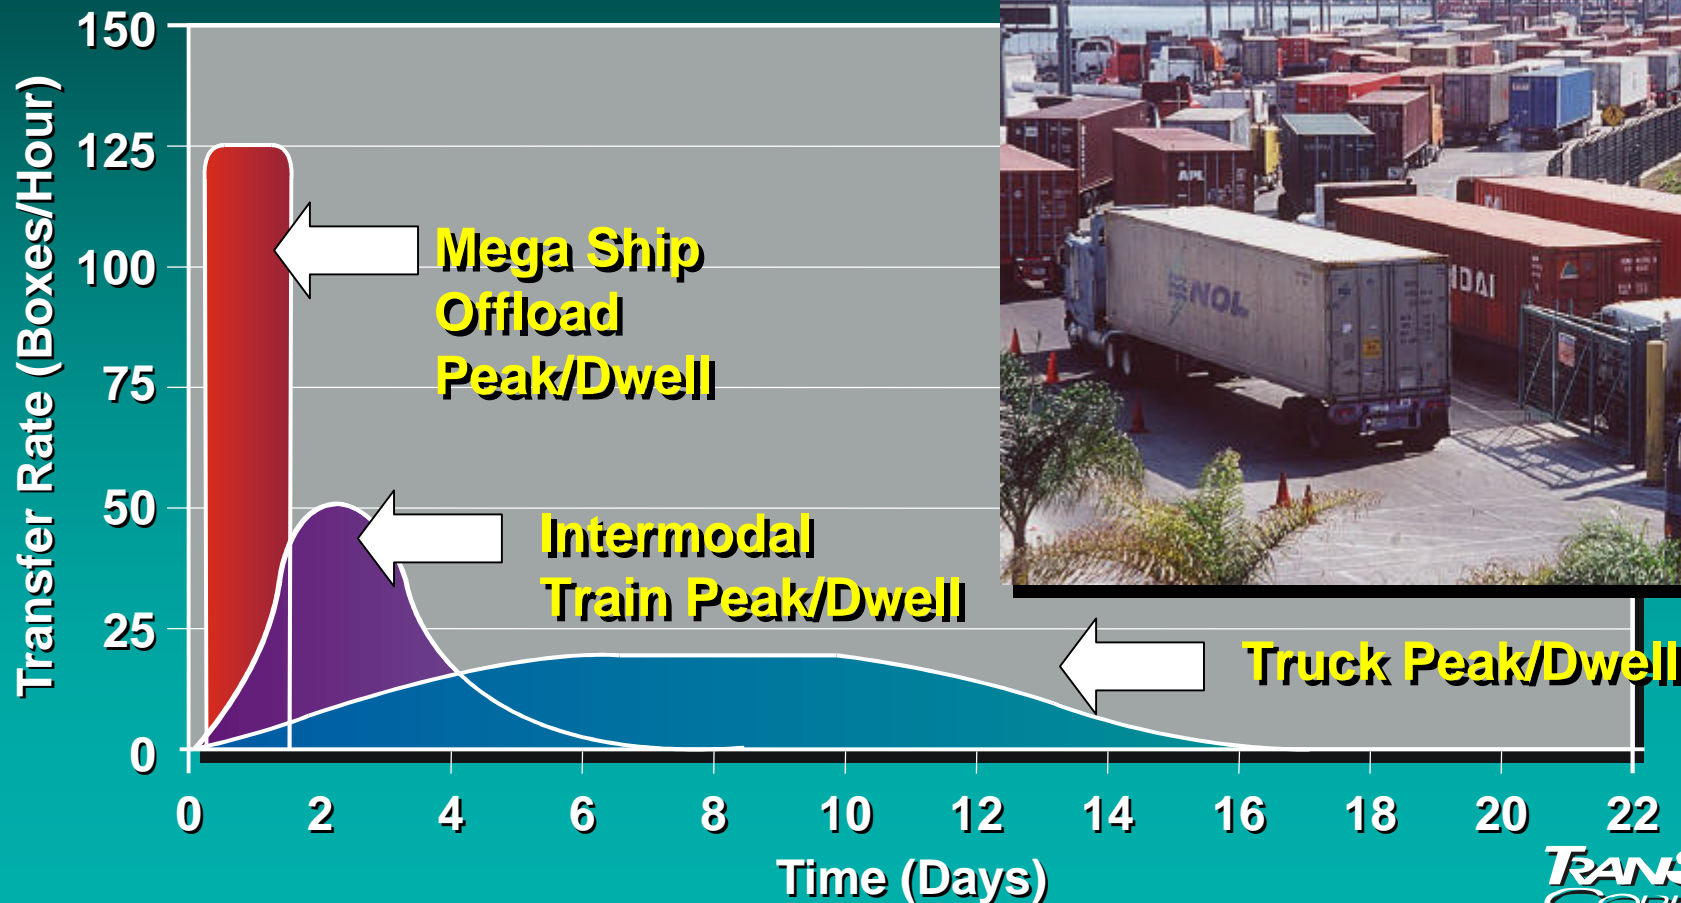 150
125
100
75
50
25
0
Transfer Rate (Boxes/Hour)
Mega Ship
Offload
Peak/Dwell
Intermodal
Train Peak/Dwell
Truck Peak/Dwell
0 2 4 6 8 10 12 14 16 18 20 22
Time (Days)
APL
NOL